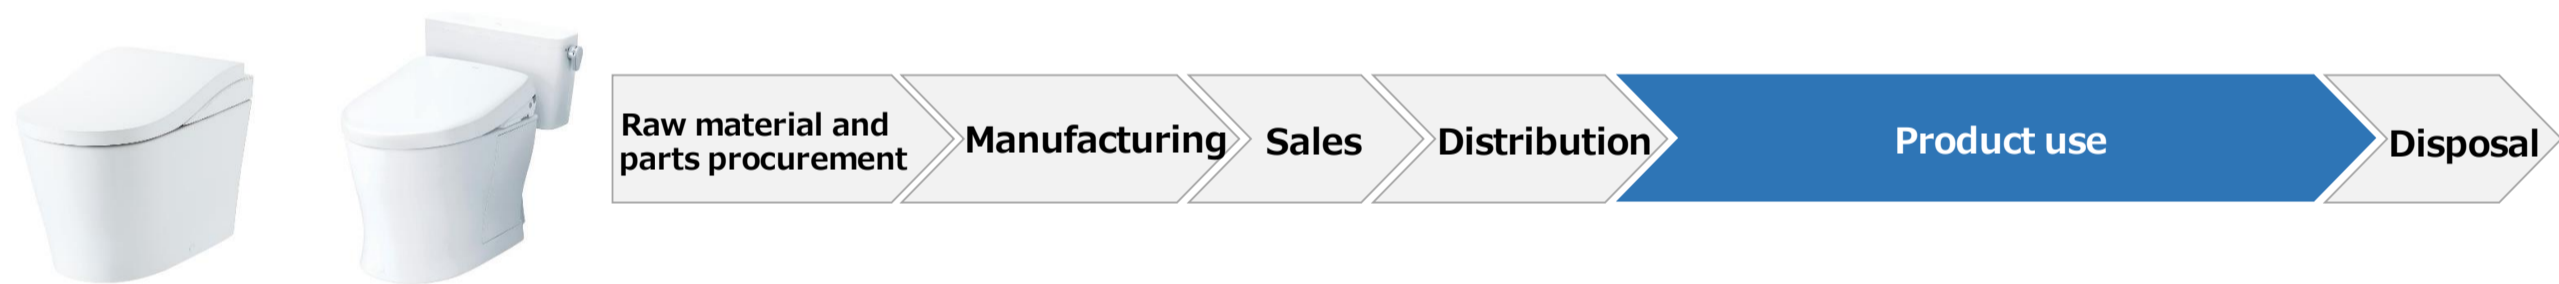 Raw material and
parts procurement
Manufacturing
Sales
Distribution
Product use
Disposal